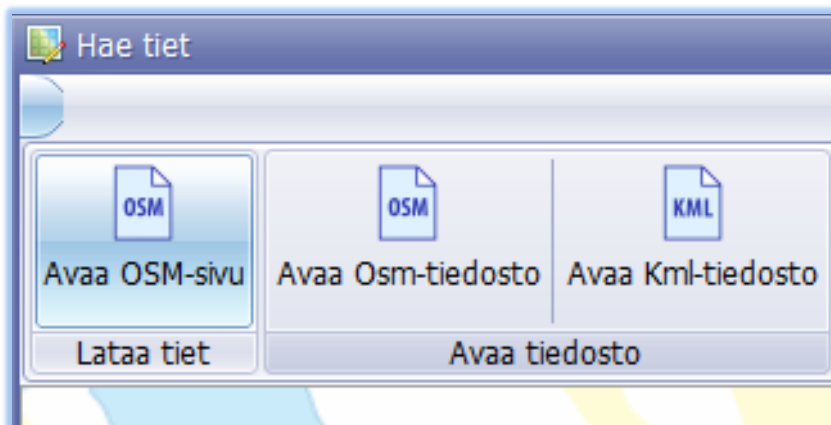 Hae tiet
OSM
OSM
KML
Avaa OSM-sivu
Avaa Osm-tiedosto
Avaa Kml-tiedosto
Lataa tiet
Avaa tiedosto